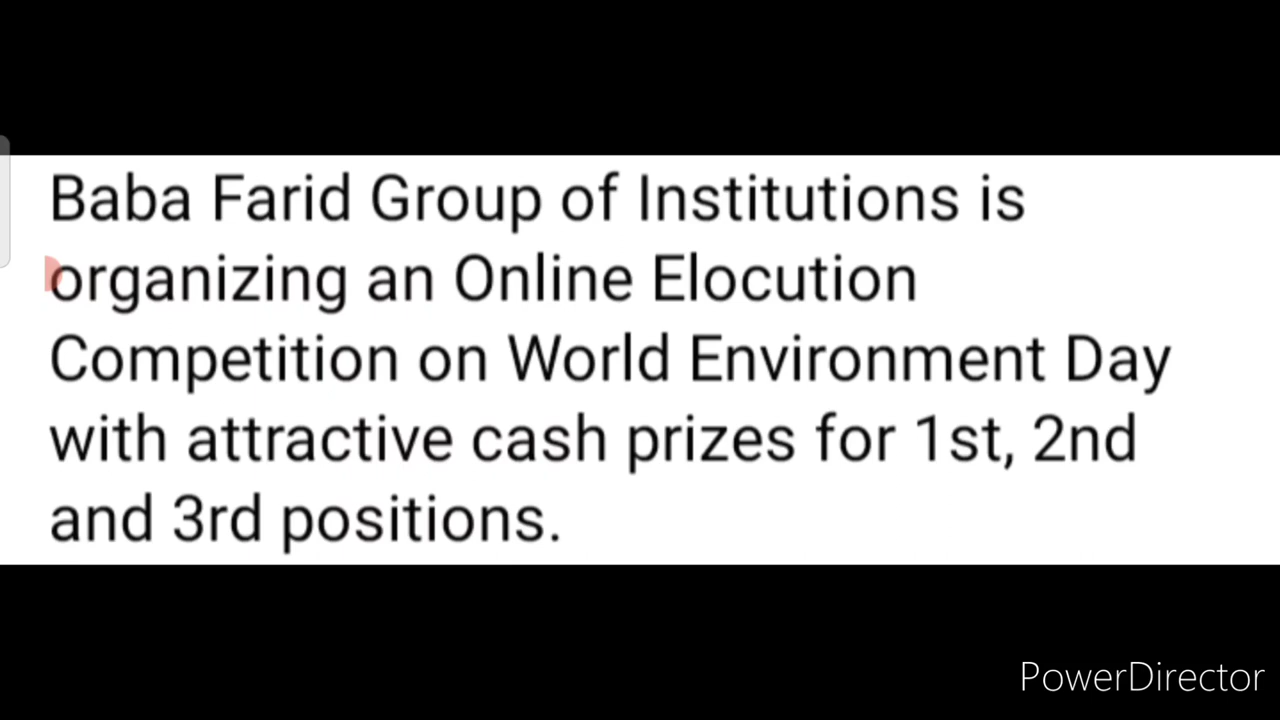 Baba Farid Group of Institutions is
organizing an Online Elocution
Competition on World Environment Day
with attractive cash prizes for 1st, 2nd
and 3rd positions.
PowerDirector